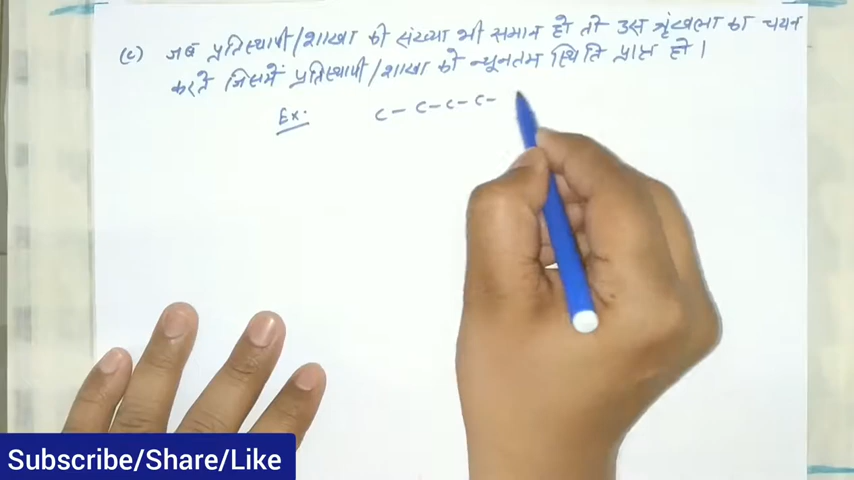 (c) जब प्रतिस्थापी/शाखा की संख्या भी समान हो तो उस श्रृंखला का चयन
करते जिसमें प्रतिस्थापी/शाखा को न्यूनतम स्थिति प्राप्त हो।
Ex. C-C-C-C-
Subscribe/Share/Like